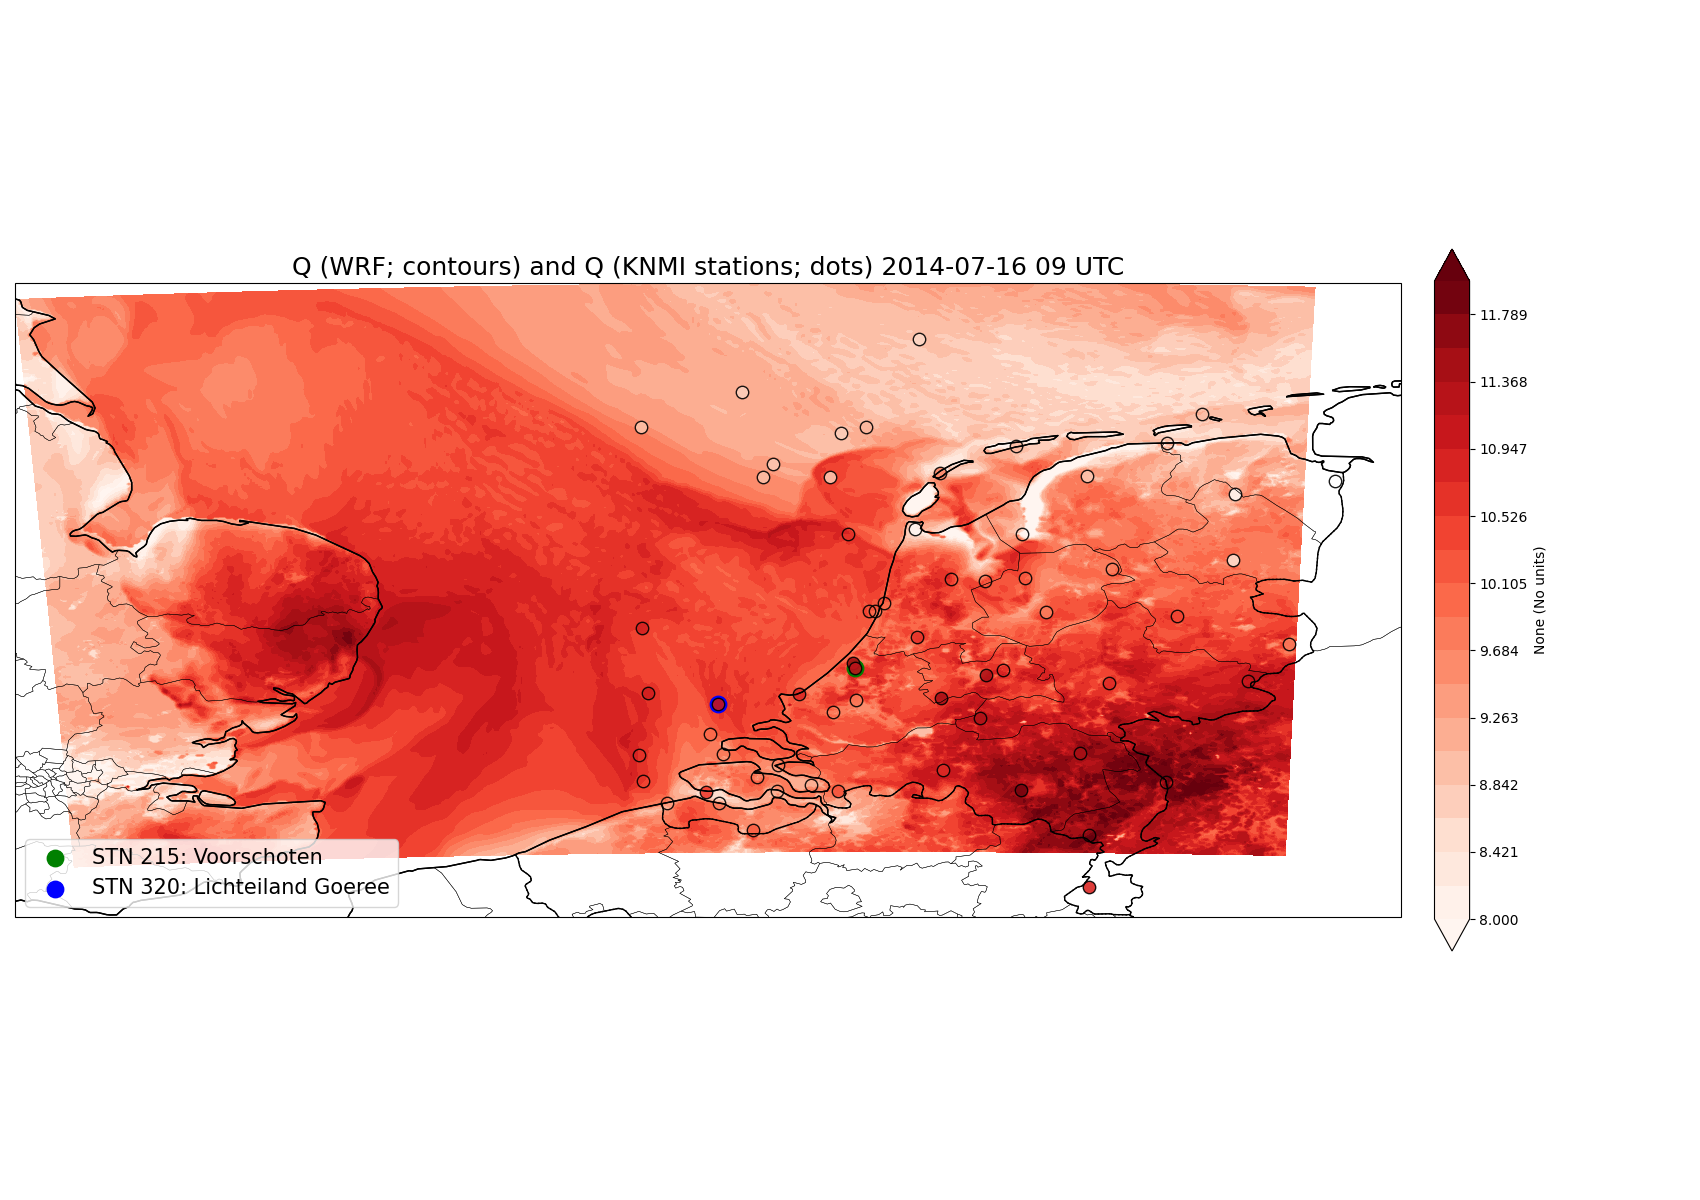 Q (WRF; contours) and Q (KNMI stations; dots) 2014-07-16 09 UTC
11.789
11.368
10.947
10.526
10.105
9.684
9.263
8.842
8.421
8.000
None (No units)
STN 215: Voorschoten
STN 320: Lichteiland Goeree